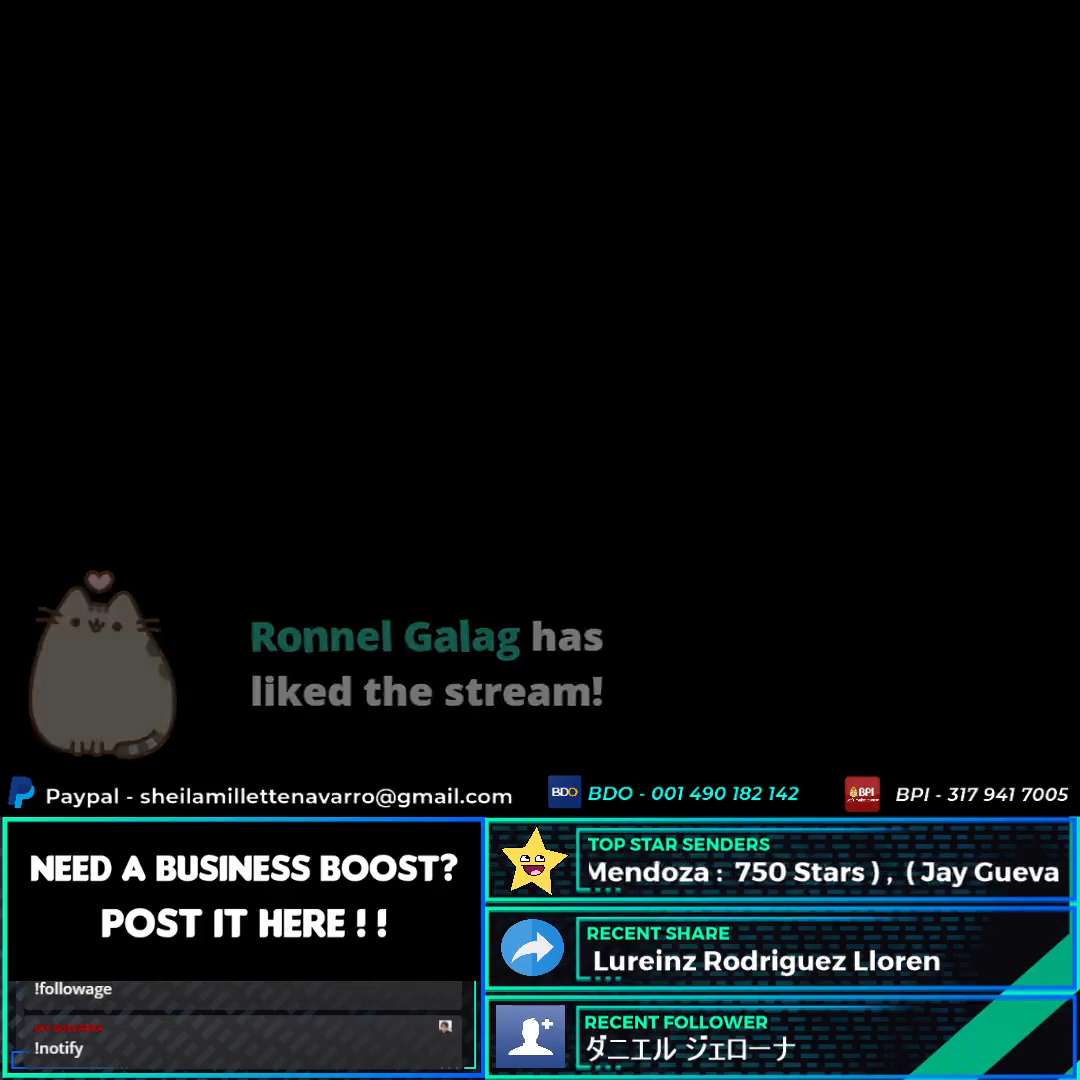 Ronnel Galag has
liked the stream!
Paypal - sheilamillettenavarro@gmail.com
BDO
BDO - 001 490 182 142
BPI
BPI - 317 941 7005
NEED A BUSINESS BOOST?
POST IT HERE ! !
!followage
!notify
TOP STAR SENDERS
Mendoza : 750 Stars ) , ( Jay Gueva
RECENT SHARE
Lureinz Rodriguez Lloren
RECENT FOLLOWER
ダニエル ジェローナ